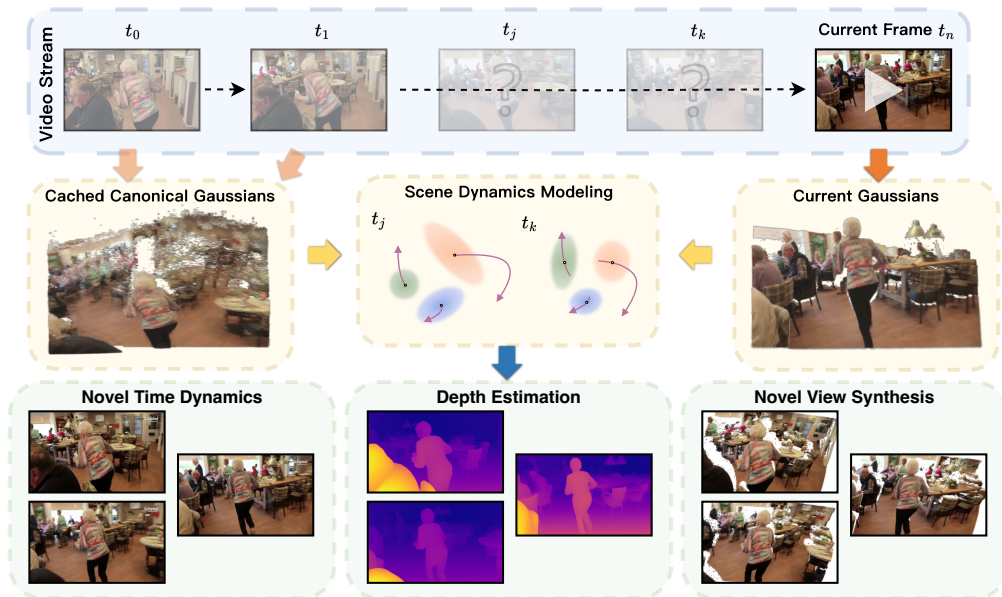 Video Stream
t₀
t₁
tⱼ
tₖ
Current Frame tₙ
?
?
Cached Canonical Gaussians
Scene Dynamics Modeling
Current Gaussians
tⱼ
tₖ
Novel Time Dynamics
Depth Estimation
Novel View Synthesis